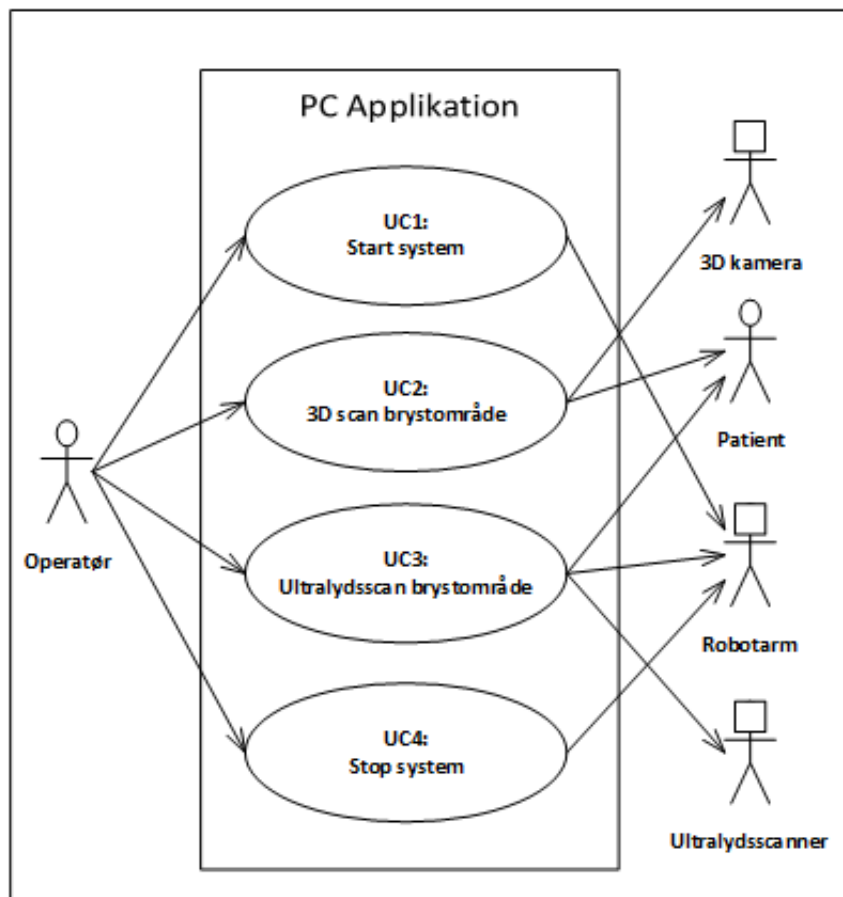 PC Applikation
UC1:
Start system
3D kamera
UC2:
3D scan brystområde
Patient
Operatør
UC3:
Ultralydsscan brystområde
Robotarm
UC4:
Stop system
Ultralydsscanner